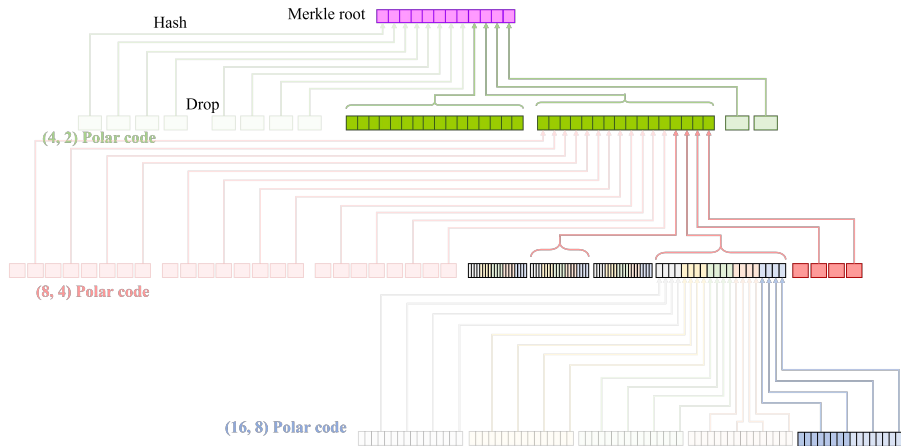 Merkle root
Hash
Drop
(4, 2) Polar code
(8, 4) Polar code
(16, 8) Polar code